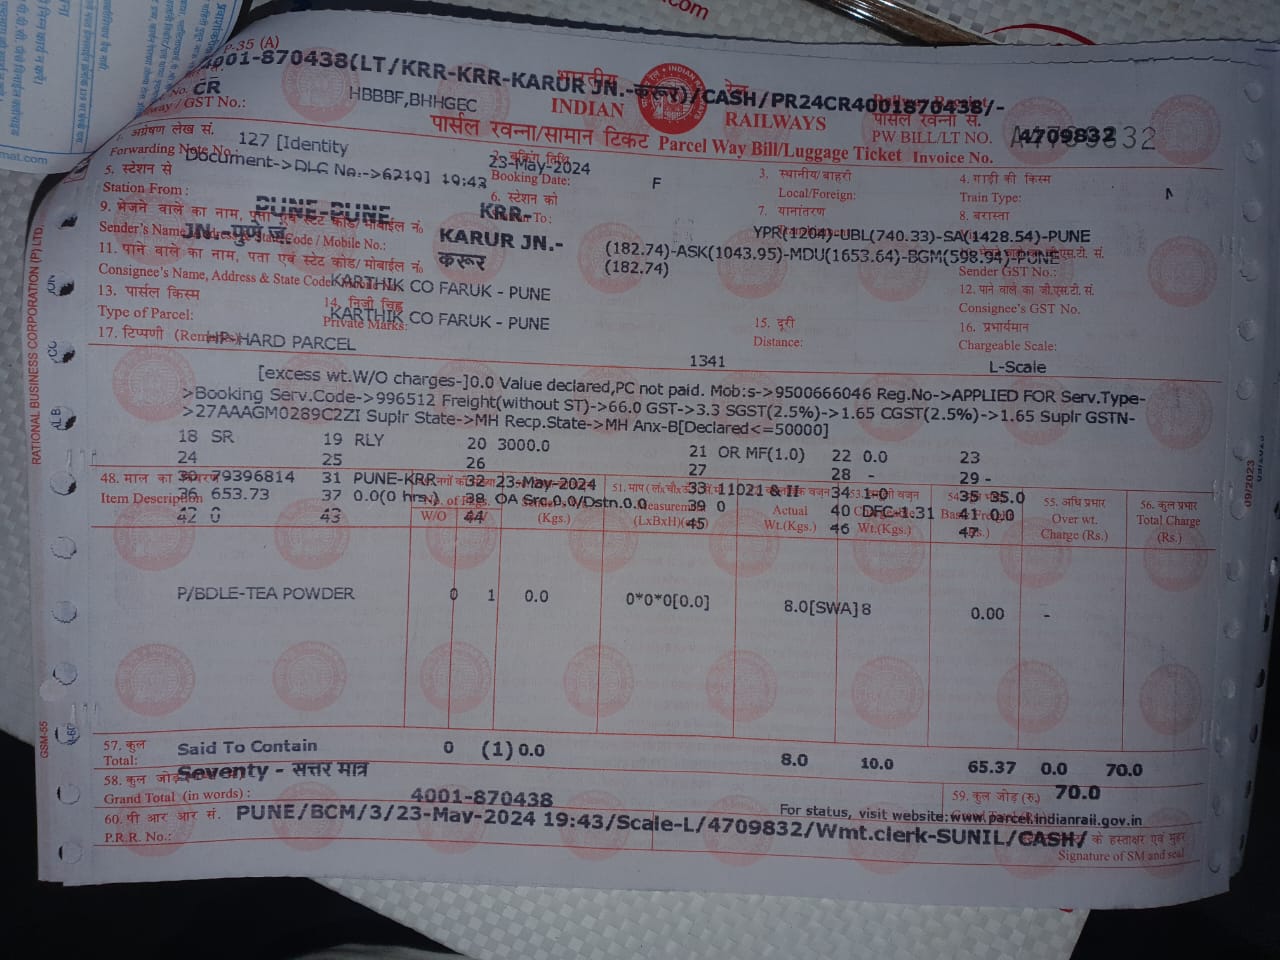 P-35 (A)
4001-870438(LT/KRR-KRR-KARUR JN.-करूर)/CASH/PR24CR4001870438/-
CR
HBBBF,BHHGEC
भारतीय रेल
INDIAN RAILWAYS
GST No.:
पार्सल रवन्ना/सामान टिकट Parcel Way Bill/Luggage Ticket
पार्सल रवन्ना सं.
PW BILL/LT NO.
Invoice No.
4709832
अग्रेषण लेख सं.
Forwarding Note No.:
127 [Identity
Document->DLC No.->6219] 19:43
Booking Date:
23-May-2024
F
3. स्थानीय/बाहरी
Local/Foreign:
4. गाड़ी की किस्म
Train Type:
N
5. स्टेशन से
Station From:
PUNE-PUNE
JN.-पुणे जं.
6. स्टेशन को
To:
KRR-
KARUR JN.-
करूर
7. यानांतरण
8. बरास्ता
YPR(1204)-UBL(740.33)-SA(1428.54)-PUNE
(182.74)-ASK(1043.95)-MDU(1653.64)-BGM(598.94)-PUNE
(182.74)
9. भेजने वाले का नाम, पता एवं स्टेट कोड/ मोबाईल नं.
Sender's Name, Code / Mobile No.:
Sender GST No.:
11. पाने वाले का नाम, पता एवं स्टेट कोड/ मोबाईल नं.
Consignee's Name, Address & State Code
KARTHIK CO FARUK - PUNE
12. पाने वाले का जी.एस.टी. सं.
Consignee's GST No.
KARTHIK CO FARUK - PUNE
13. पार्सल किस्म
Type of Parcel:
HP-HARD PARCEL
14. निजी चिह्न
Private Marks:
15. दूरी
Distance:
1341
16. प्रभार्यमान
Chargeable Scale:
L-Scale
17. टिप्पणी (Remarks)
[excess wt.W/O charges-]0.0 Value declared,PC not paid. Mob:s->9500666046 Reg.No->APPLIED FOR Serv.Type-
>Booking Serv.Code->996512 Freight(without ST)->66.0 GST->3.3 SGST(2.5%)->1.65 CGST(2.5%)->1.65 Suplr GSTN-
>27AAAGM0289C2ZI Suplr State->MH Recp.State->MH Anx-B[Declared<=50000]
18 SR 19 RLY 20 3000.0 21 OR MF(1.0) 22 0.0 23
24 25 26 27 28 - 29 -
30 79396814 31 PUNE-KRR 32 23-May-2024 33 11021 & II 34 1-0 35 35.0
36 653.73 37 0.0(0 hrs.) 38 OA Src.0.0/Dstn.0.0 39 0 40 DFC-1.31 41 0.0
42 0 43 44 45 46 47
48. माल का
Item Description
W/O
(Kgs.)
(LxBxH)
Actual
Wt.(Kgs.)
Wt.(Kgs.)
55. अधि प्रभार
Over wt.
Charge (Rs.)
56. कुल प्रभार
Total Charge
(Rs.)
P/BDLE-TEA POWDER 0 1 0.0 0*0*0[0.0] 8.0[SWA] 8 0.00 -
57. कुल
Total:
Said To Contain 0 (1) 0.0 8.0 10.0 65.37 0.0 70.0
58. कुल जोड़
Grand Total (in words) :
Seventy - सत्तर मात्र
59. कुल जोड़ (रु.) 70.0
4001-870438
For status, visit website:www.parcel.indianrail.gov.in
60. पी आर आर सं.
P.R.R. No.:
PUNE/BCM/3/23-May-2024 19:43/Scale-L/4709832/Wmt.clerk-SUNIL/CASH/
के हस्ताक्षर एवं मुहर
Signature of SM and seal
RATIONAL BUSINESS CORPORATION (P) LTD.
GSM-55
09/2023
mat.com
com